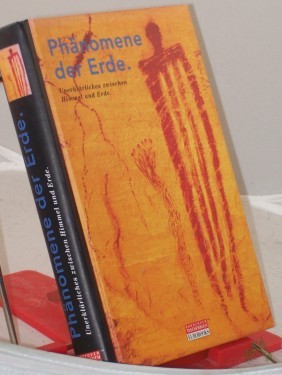 Phänomene
der Erde.
Unerklärliches zwischen
Himmel und Erde.
Phänomene der Erde.
Unerklärliches zwischen Himmel und Erde.